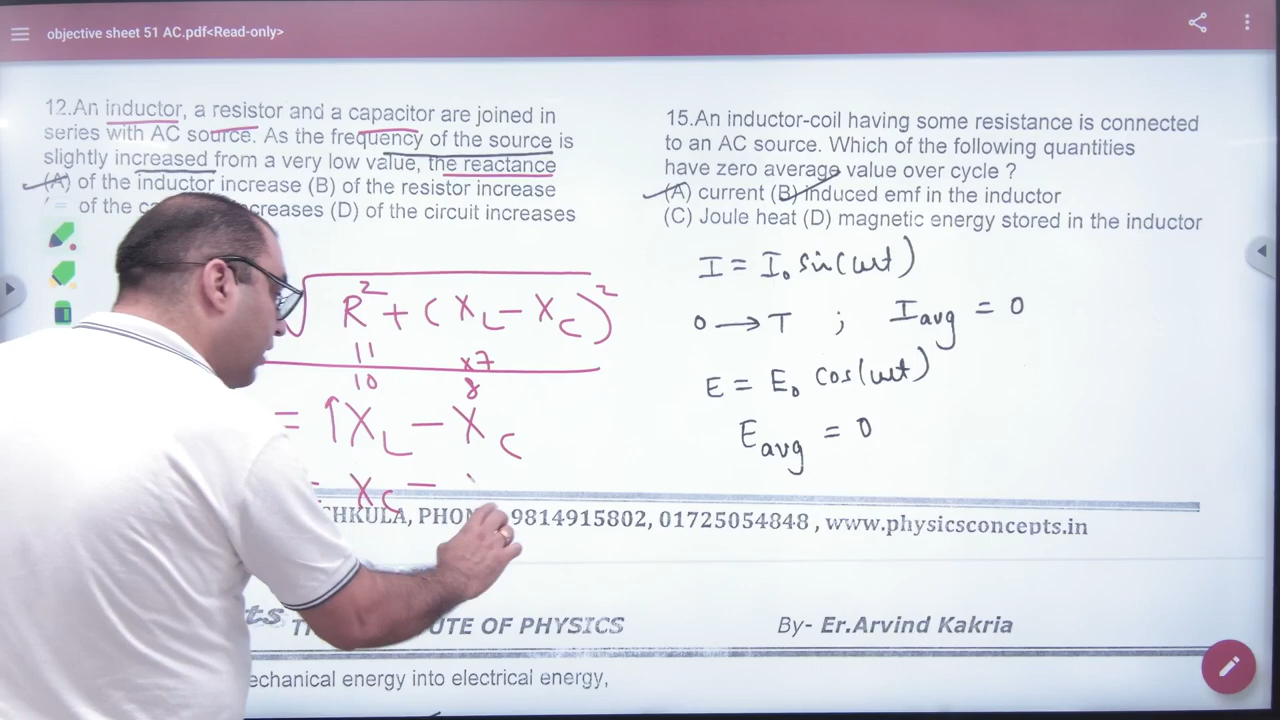 objective sheet 51 AC.pdf<Read-only>
12.An inductor, a resistor and a capacitor are joined in
series with AC source. As the frequency of the source is
slightly increased from a very low value, the reactance
(A) of the inductor increase (B) of the resistor increase
of the creases (D) of the circuit increases
R² + (X_L - X_C)²
11 x7
10 8
= ↑X_L - X_C
- X_C -
15.An inductor-coil having some resistance is connected
to an AC source. Which of the following quantities
have zero average value over cycle ?
(A) current (B) induced emf in the inductor
(C) Joule heat (D) magnetic energy stored in the inductor
I = I₀ sin(ωt)
0 → T ; I_avg = 0
E = E₀ cos(ωt)
E_avg = 0
HKULA, PHON 9814915802, 01725054848 , www.physicsconcepts.in
UTE OF PHYSICS By- Er.Arvind Kakria
echanical energy into electrical energy,